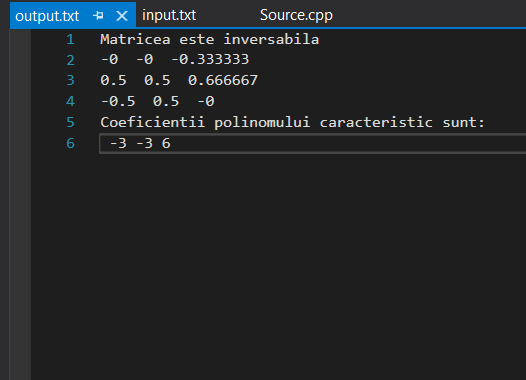 output.txt input.txt Source.cpp
1 Matricea este inversabila
2 -0 -0 -0.333333
3 0.5 0.5 0.666667
4 -0.5 0.5 -0
5 Coeficientii polinomului caracteristic sunt:
6 -3 -3 6